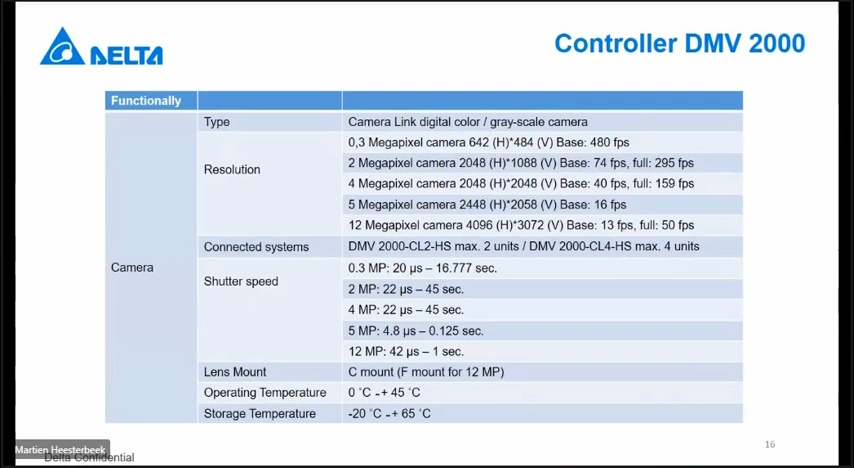 DELTA
Controller DMV 2000
Functionally
Camera
Type
Camera Link digital color / gray-scale camera
Resolution
0,3 Megapixel camera 642 (H)*484 (V) Base: 480 fps
2 Megapixel camera 2048 (H)*1088 (V) Base: 74 fps, full: 295 fps
4 Megapixel camera 2048 (H)*2048 (V) Base: 40 fps, full: 159 fps
5 Megapixel camera 2448 (H)*2058 (V) Base: 16 fps
12 Megapixel camera 4096 (H)*3072 (V) Base: 13 fps, full: 50 fps
Connected systems
DMV 2000-CL2-HS max. 2 units / DMV 2000-CL4-HS max. 4 units
Shutter speed
0.3 MP: 20 µs – 16.777 sec.
2 MP: 22 µs – 45 sec.
4 MP: 22 µs – 45 sec.
5 MP: 4.8 µs – 0.125 sec.
12 MP: 42 µs – 1 sec.
Lens Mount
C mount (F mount for 12 MP)
Operating Temperature
0 ˚C -+ 45 ˚C
Storage Temperature
-20 ˚C -+ 65 ˚C
16
Martien Heesterbeek
Delta Confidential